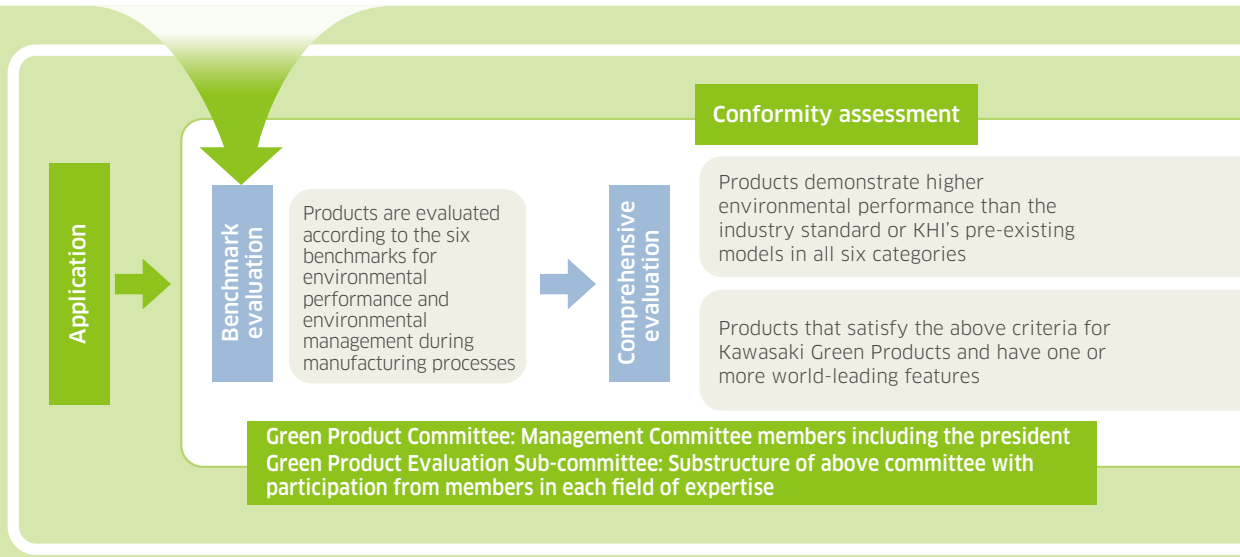 Application
Benchmark
evaluation
Products are evaluated
according to the six
benchmarks for
environmental
performance and
environmental
management during
manufacturing processes
Comprehensive
evaluation
Conformity assessment
Products demonstrate higher
environmental performance than the
industry standard or KHI's pre-existing
models in all six categories
Products that satisfy the above criteria for
Kawasaki Green Products and have one or
more world-leading features
Green Product Committee: Management Committee members including the president
Green Product Evaluation Sub-committee: Substructure of above committee with
participation from members in each field of expertise